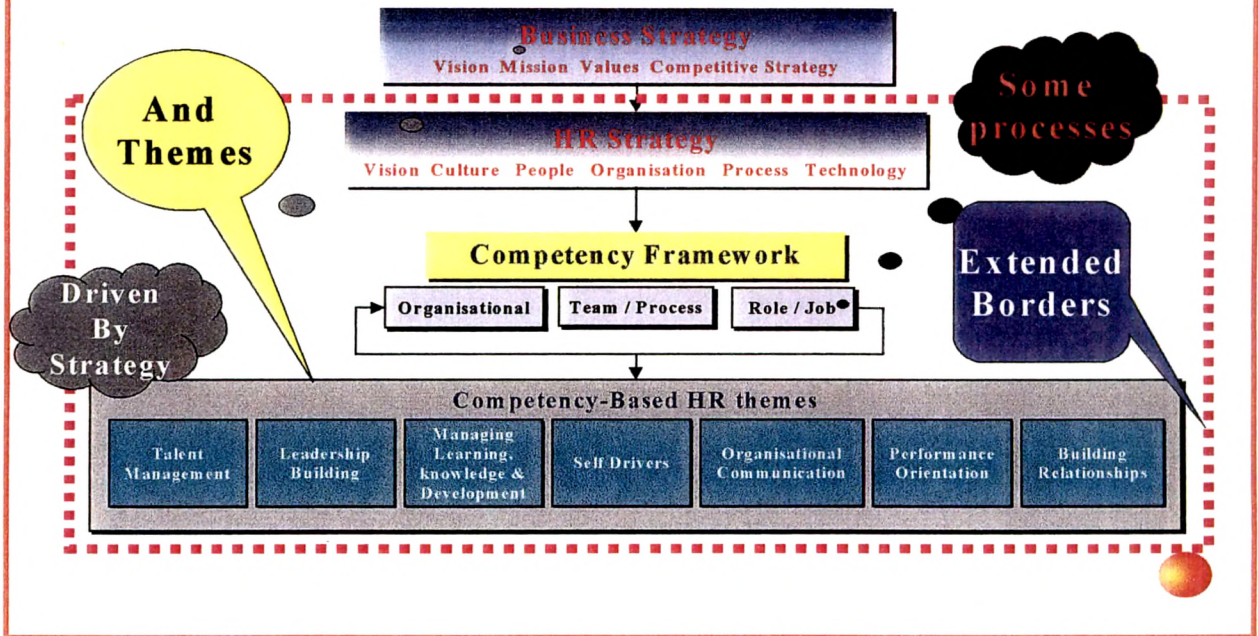 Business Strategy
Vision Mission Values Competitive Strategy
And
Themes
Some
processes
HR Strategy
Vision Culture People Organisation Process Technology
Competency Framework
Extended
Borders
Organisational
Team / Process
Role / Job
Driven
By
Strategy
Competency-Based HR themes
Talent
Management
Leadership
Building
Managing
Learning,
knowledge &
Development
Self Drivers
Organisational
Communication
Performance
Orientation
Building
Relationships